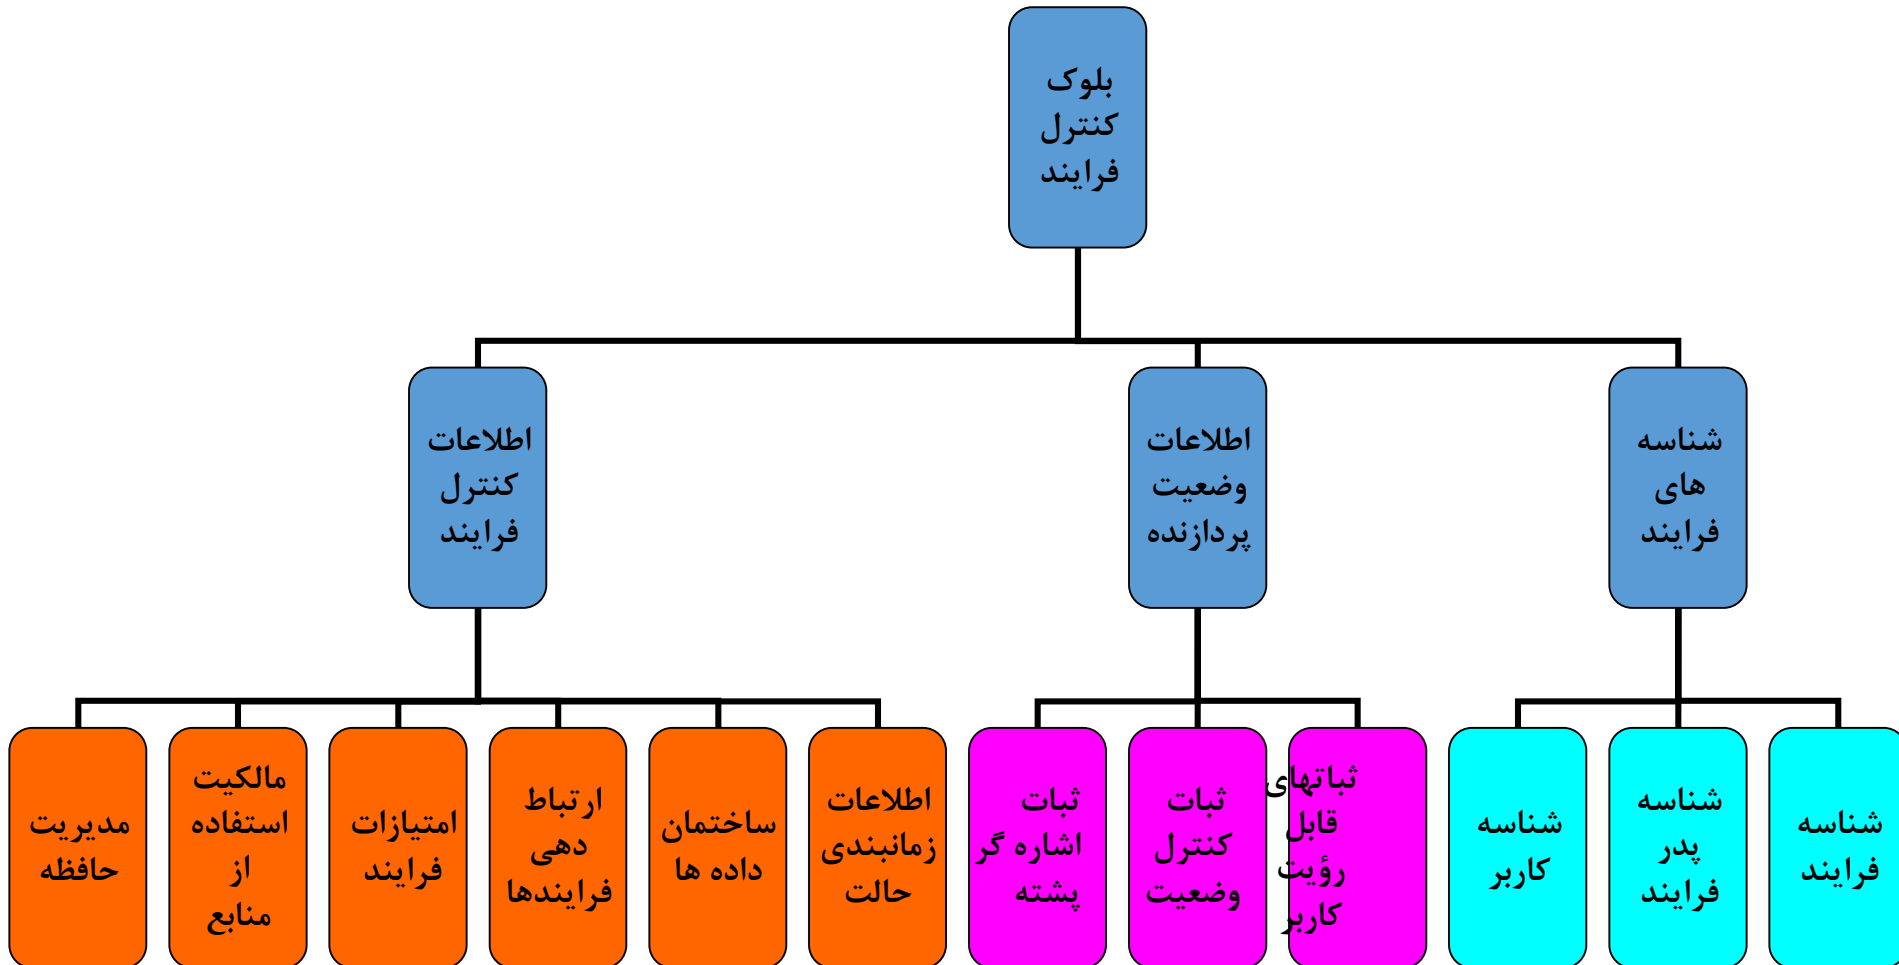 بلوک
کنترل
فرایند
شناسه
های
فرایند
اطلاعات
وضعیت
پردازنده
اطلاعات
کنترل
فرایند
شناسه
فرایند
شناسه
پدر
فرایند
شناسه
کاربر
ثباتهای
قابل
رؤیت
کاربر
ثبات
کنترل
وضعیت
ثبات
اشاره گر
پشته
اطلاعات
زمانبندی
حالت
ساختمان
داده ها
ارتباط
دهی
فرایندها
امتیازات
فرایند
مالکیت
استفاده
از
منابع
مدیریت
حافظه